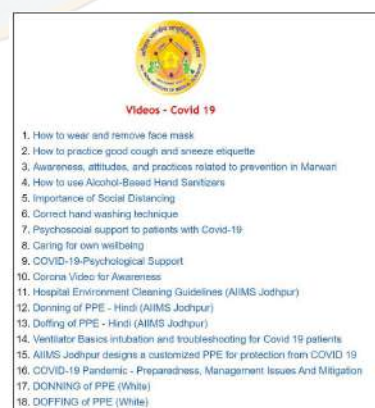 Videos - Covid 19
1. How to wear and remove face mask
2. How to practice good cough and sneeze etiquette
3. Awareness, attitudes, and practices related to prevention in Marwari
4. How to use Alcohol-Based Hand Sanitizers
5. Importance of Social Distancing
6. Correct hand washing technique
7. Psychosocial support to patients with Covid-19
8. Caring for own wellbeing
9. COVID-19-Psychological Support
10. Corona Video for Awareness
11. Hospital Environment Cleaning Guidelines (AIIMS Jodhpur)
12. Donning of PPE - Hindi (AIIMS Jodhpur)
13. Doffing of PPE - Hindi (AIIMS Jodhpur)
14. Ventilator Basics intubation and troubleshooting for Covid 19 patients
15. AIIMS Jodhpur designs a customized PPE for protection from COVID 19
16. COVID-19 Pandemic - Preparedness, Management Issues And Mitigation
17. DONNING of PPE (White)
18. DOFFING of PPE (White)